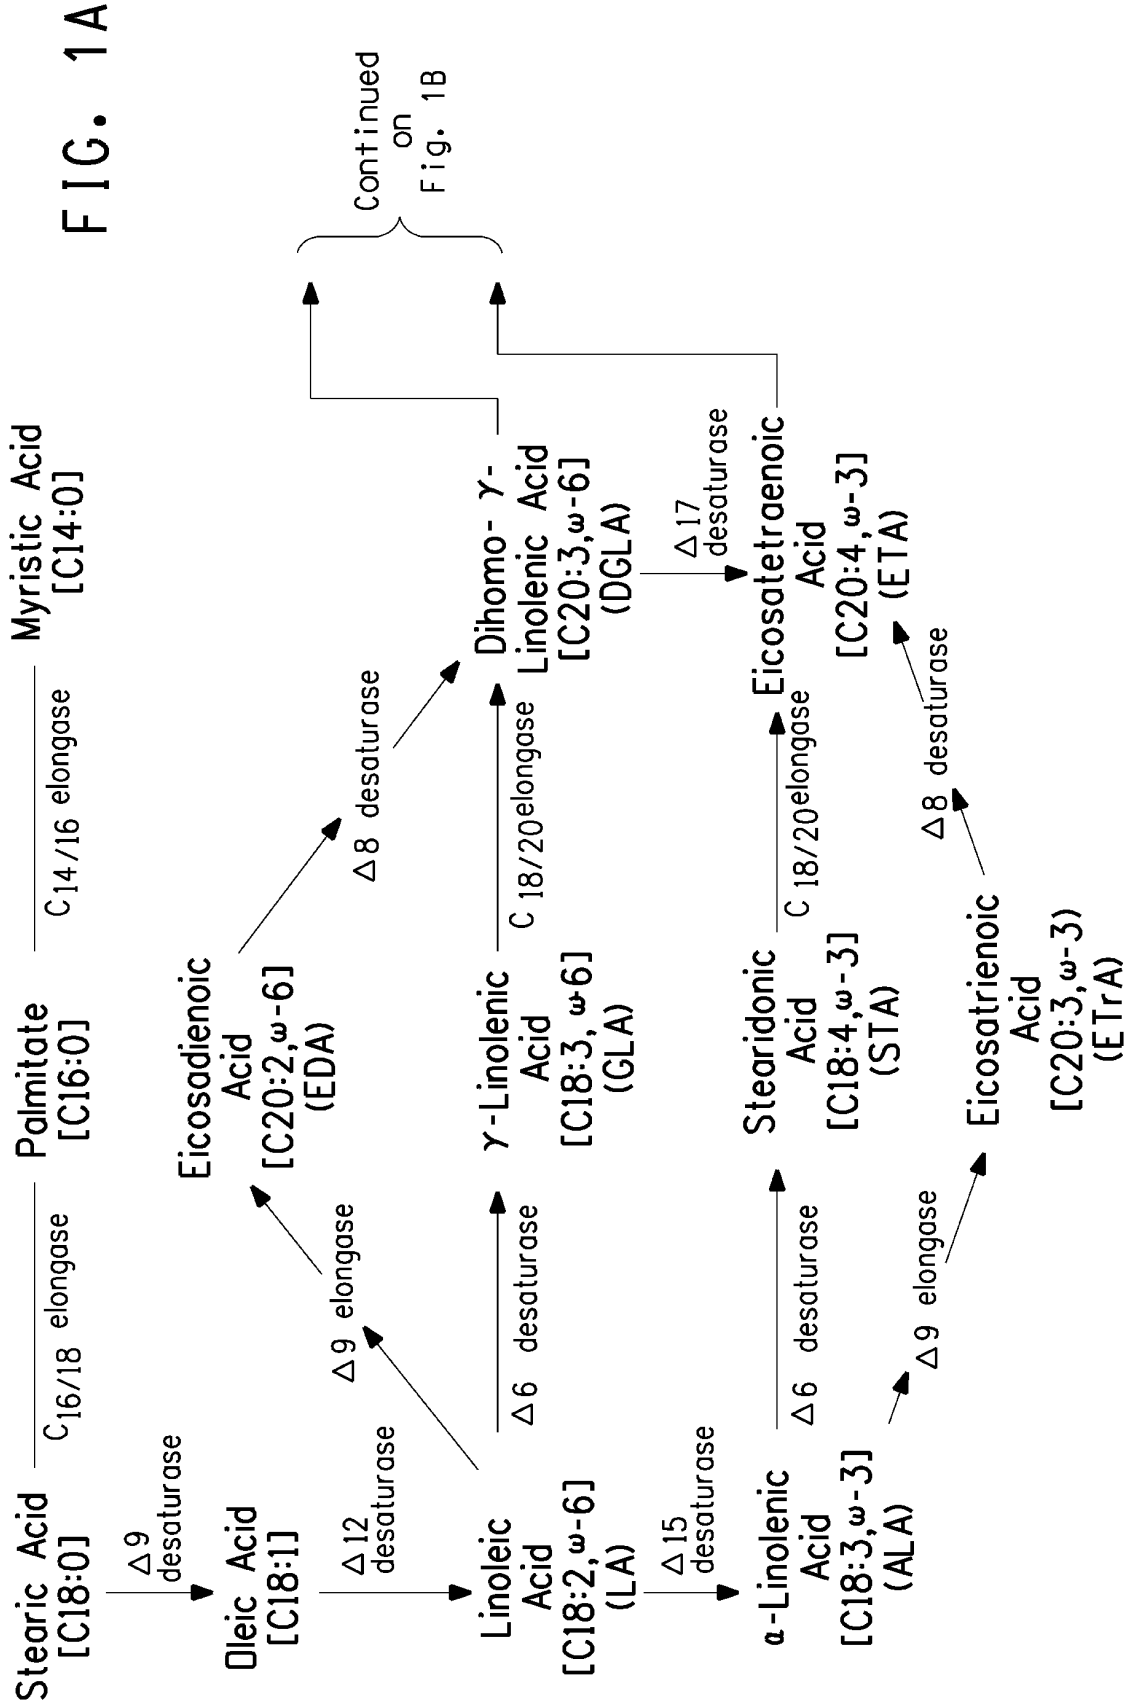 FIG. 1A
Stearic Acid
[C18:0]
C16/18 elongase
Palmitate
[C16:0]
C14/16 elongase
Myristic Acid
[C14:0]
Δ9
desaturase
Oleic Acid
[C18:1]
Δ12
desaturase
Δ9 elongase
Eicosadienoic
Acid
[C20:2,ω-6]
(EDA)
Δ8 desaturase
Continued
on
Fig. 1B
Linoleic
Acid
[C18:2,ω-6]
(LA)
Δ6 desaturase
γ-Linolenic
Acid
[C18:3, ω-6]
(GLA)
C 18/20 elongase
Dihomo- γ-
Linolenic Acid
[C20:3,ω-6]
(DGLA)
Δ15
desaturase
Δ17
desaturase
α-Linolenic
Acid
[C18:3,ω-3]
(ALA)
Δ6 desaturase
Stearidonic
Acid
[C18:4,ω-3]
(STA)
C 18/20 elongase
Eicosatetraenoic
Acid
[C20:4,ω-3]
(ETA)
Δ9 elongase
Eicosatrienoic
Acid
[C20:3,ω-3)
(ETrA)
Δ8 desaturase